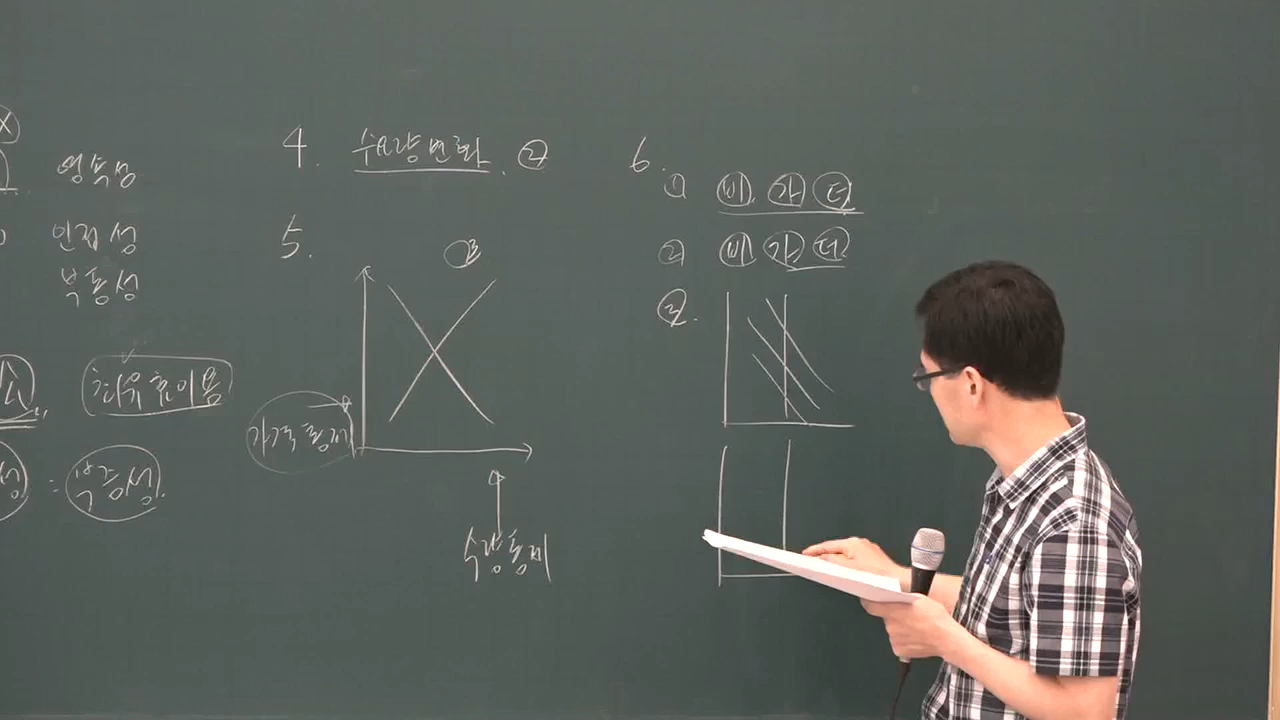 X
영속성
인접성
부증성
최유효이용
성 = 부증성.
4. 수요량변화. ㉣
5.
가격통제
수량통제
6.
① 비. 가 더
② 비 가 더
③.